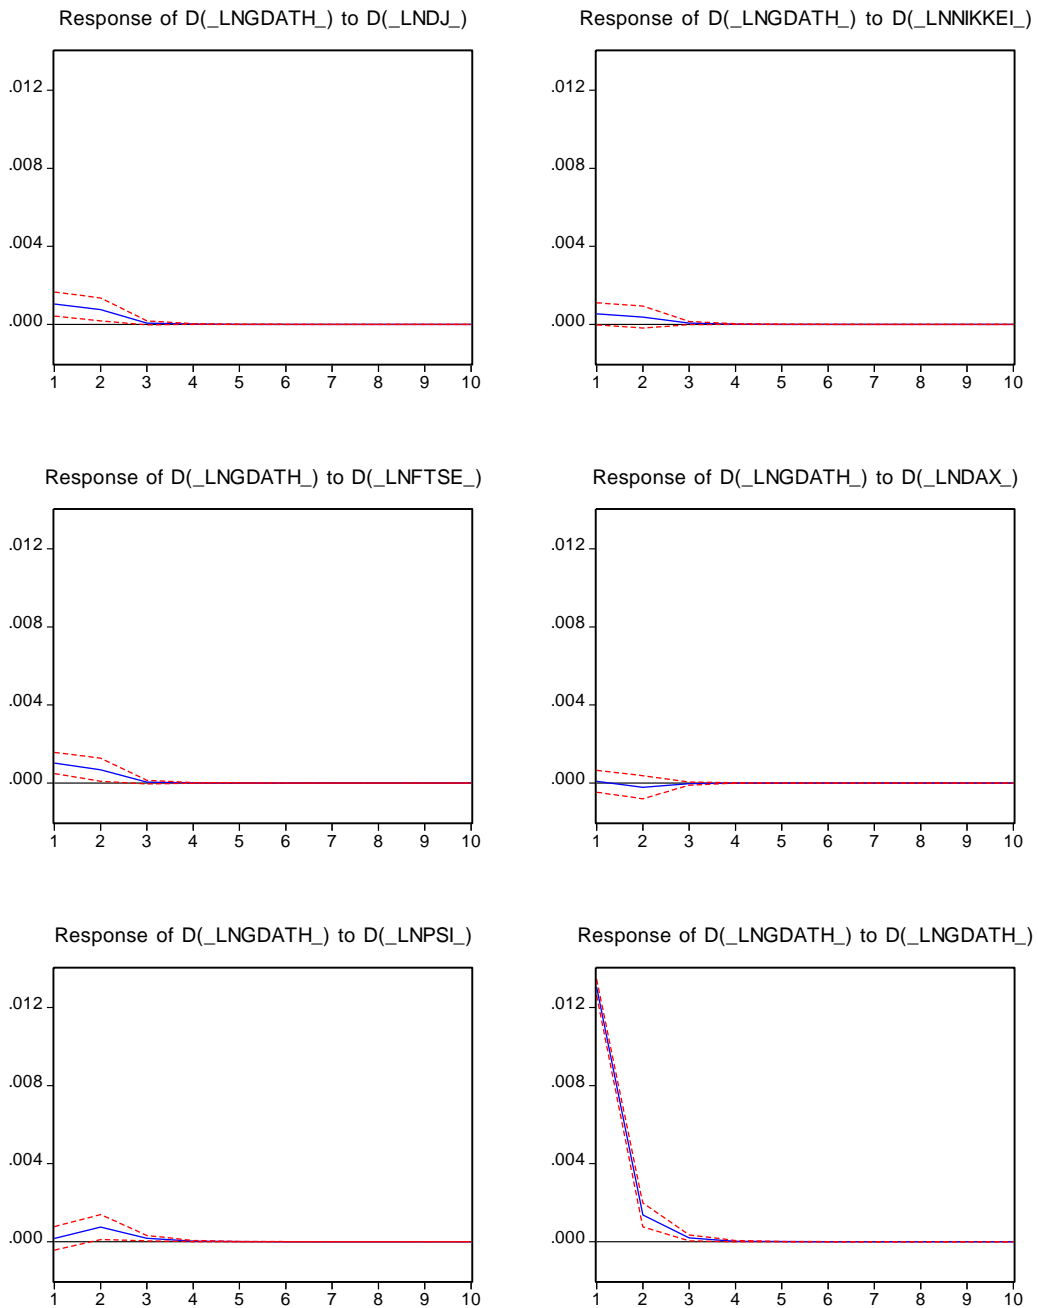 Response of D(_LNGDATH_) to D(_LNDJ_)
.012
.008
.004
.000
1 2 3 4 5 6 7 8 9 10
Response of D(_LNGDATH_) to D(_LNNIKKEI_)
.012
.008
.004
.000
1 2 3 4 5 6 7 8 9 10
Response of D(_LNGDATH_) to D(_LNFTSE_)
.012
.008
.004
.000
1 2 3 4 5 6 7 8 9 10
Response of D(_LNGDATH_) to D(_LNDAX_)
.012
.008
.004
.000
1 2 3 4 5 6 7 8 9 10
Response of D(_LNGDATH_) to D(_LNPSI_)
.012
.008
.004
.000
1 2 3 4 5 6 7 8 9 10
Response of D(_LNGDATH_) to D(_LNGDATH_)
.012
.008
.004
.000
1 2 3 4 5 6 7 8 9 10